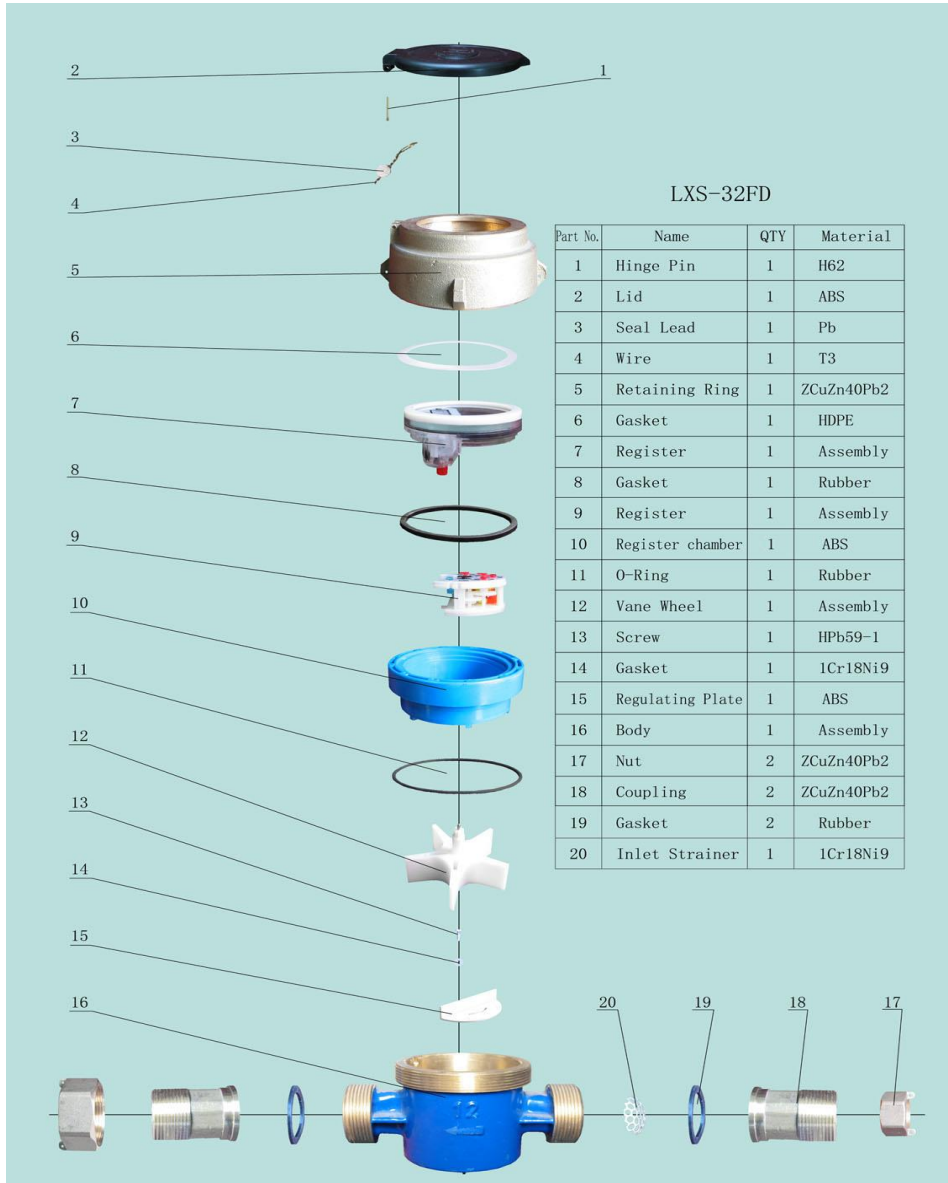 2
1
3
4
5
6
7
8
9
10
11
12
13
14
15
16
20
19
18
17
LXS-32FD
Part No. Name QTY Material
1 Hinge Pin 1 H62
2 Lid 1 ABS
3 Seal Lead 1 Pb
4 Wire 1 T3
5 Retaining Ring 1 ZCuZn40Pb2
6 Gasket 1 HDPE
7 Register 1 Assembly
8 Gasket 1 Rubber
9 Register 1 Assembly
10 Register chamber 1 ABS
11 O-Ring 1 Rubber
12 Vane Wheel 1 Assembly
13 Screw 1 HPb59-1
14 Gasket 1 1Cr18Ni9
15 Regulating Plate 1 ABS
16 Body 1 Assembly
17 Nut 2 ZCuZn40Pb2
18 Coupling 2 ZCuZn40Pb2
19 Gasket 2 Rubber
20 Inlet Strainer 1 1Cr18Ni9